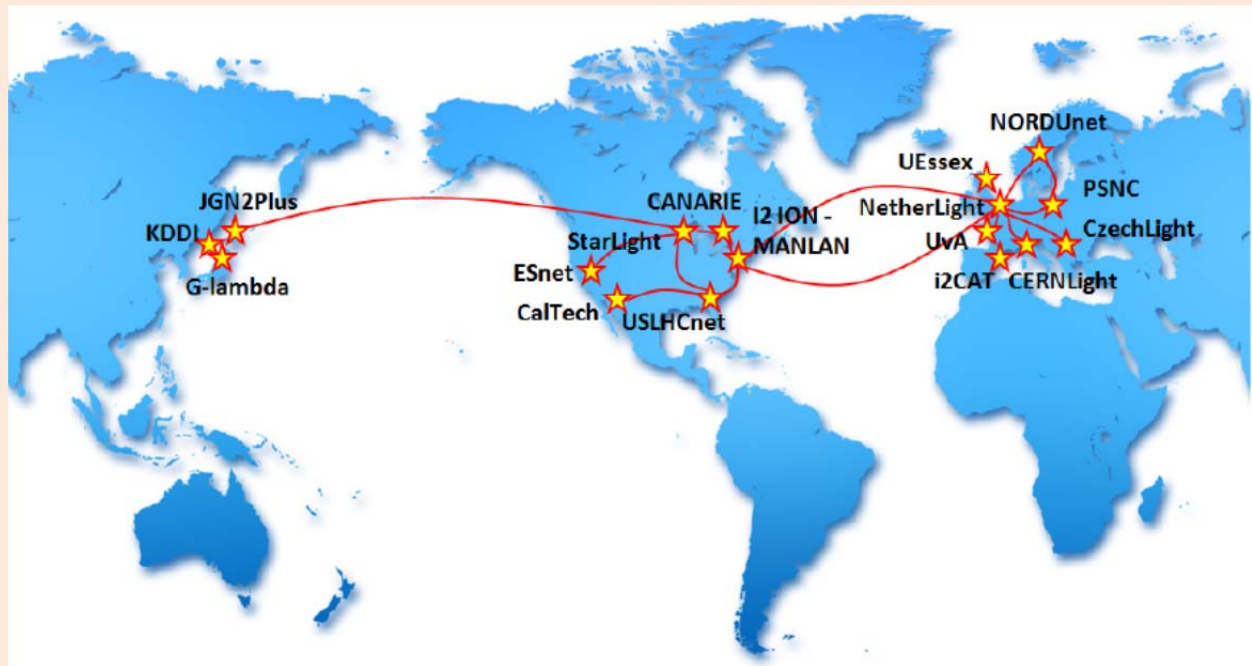 NORDUnet
UEssex
PSNC
JGN2Plus
CANARIE
I2 ION -
MANLAN
NetherLight
KDDI
StarLight
UvA
CzechLight
ESnet
G-lambda
i2CAT
CERNLight
CalTech
USLHCnet